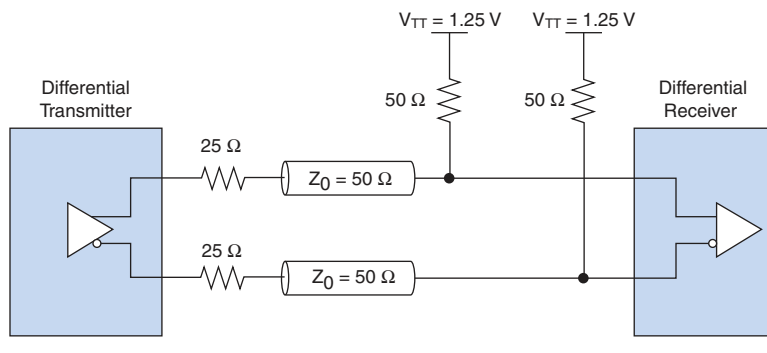 V_TT = 1.25 V
V_TT = 1.25 V
Differential
Transmitter
Differential
Receiver
50 Ω
50 Ω
25 Ω
Z_0 = 50 Ω
25 Ω
Z_0 = 50 Ω